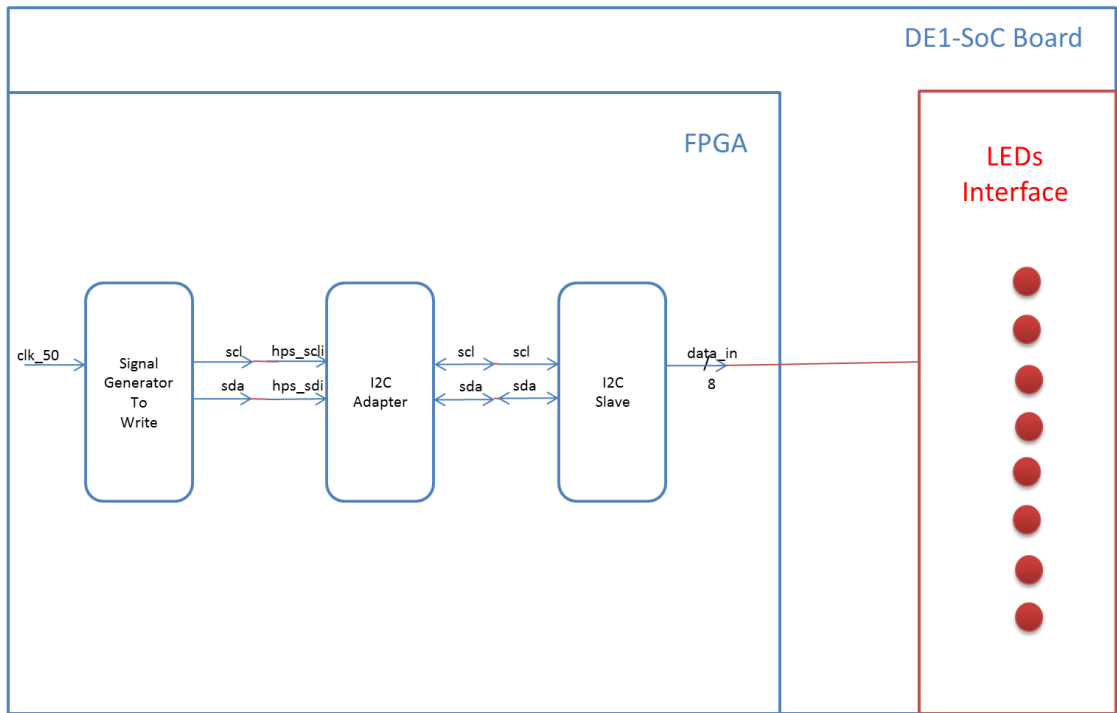 DE1-SoC Board
FPGA
LEDs
Interface
clk_50
Signal
Generator
To
Write
scl
hps_scli
sda
hps_sdi
I2C
Adapter
scl
scl
sda
sda
I2C
Slave
data_in
8